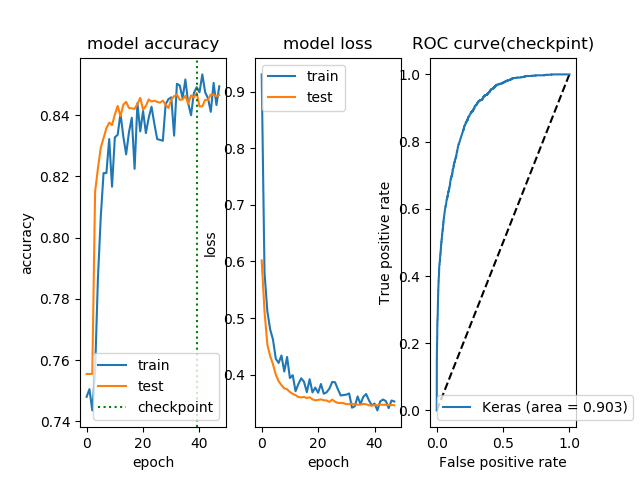 model accuracy
0.84
0.82
0.80
0.78
0.76
0.74
accuracy
train
test
checkpoint
0 20 40
epoch
model loss
train
test
0.9
0.8
0.7
0.6
0.5
0.4
loss
0 20 40
epoch
ROC curve(checkpint)
1.0
0.8
0.6
0.4
0.2
0.0
True positive rate
Keras (area = 0.903)
0.0 0.5 1.0
False positive rate